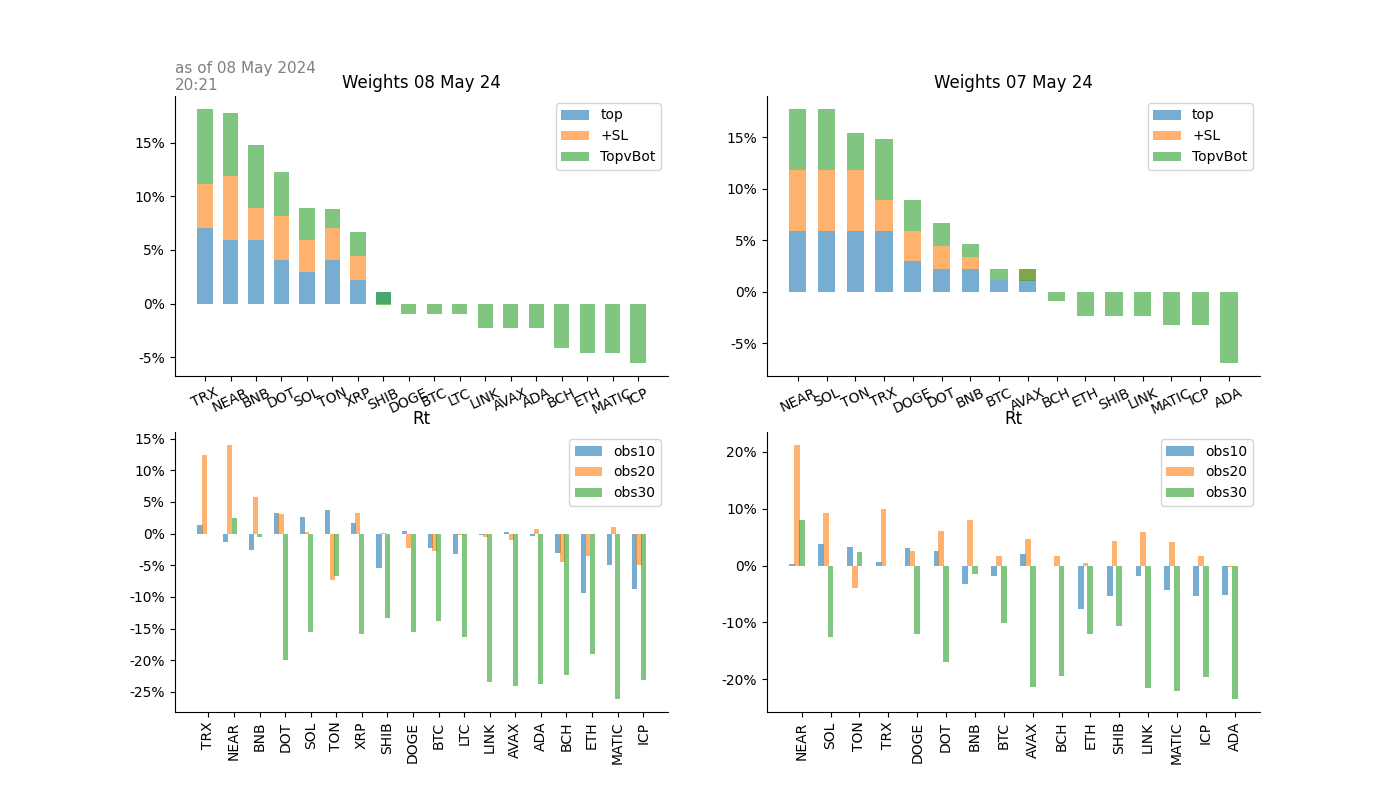 as of 08 May 2024
20:21
Weights 08 May 24
15%
10%
5%
0%
-5%
top
+SL
TopvBot
TRX NEAR BNB DOT SOL TON XRP SHIB DOGE BTC LTC LINK AVAX ADA BCH ETH MATIC ICP
Weights 07 May 24
15%
10%
5%
0%
-5%
top
+SL
TopvBot
NEAR SOL TON TRX DOGE DOT BNB BTC AVAX BCH ETH SHIB LINK MATIC ICP ADA
Rt
15%
10%
5%
0%
-5%
-10%
-15%
-20%
-25%
obs10
obs20
obs30
TRX NEAR BNB DOT SOL TON XRP SHIB DOGE BTC LTC LINK AVAX ADA BCH ETH MATIC ICP
Rt
20%
10%
0%
-10%
-20%
obs10
obs20
obs30
NEAR SOL TON TRX DOGE DOT BNB BTC AVAX BCH ETH SHIB LINK MATIC ICP ADA